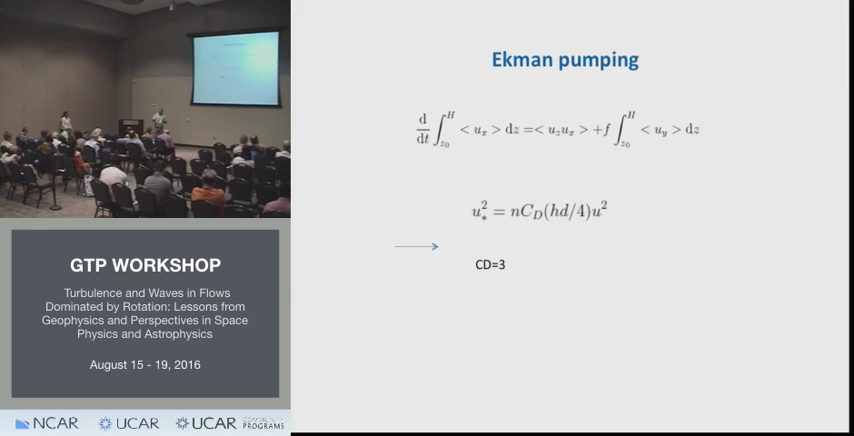 Ekman pumping
d/dt ∫_{z_0}^{H} < u_x > dz =< u_z u_x > +f ∫_{z_0}^{H} < u_y > dz
u_*^2 = nC_D(hd/4)u^2
CD=3
GTP WORKSHOP
Turbulence and Waves in Flows
Dominated by Rotation: Lessons from
Geophysics and Perspectives in Space
Physics and Astrophysics
August 15 - 19, 2016
NCAR UCAR UCAR PROGRAMS